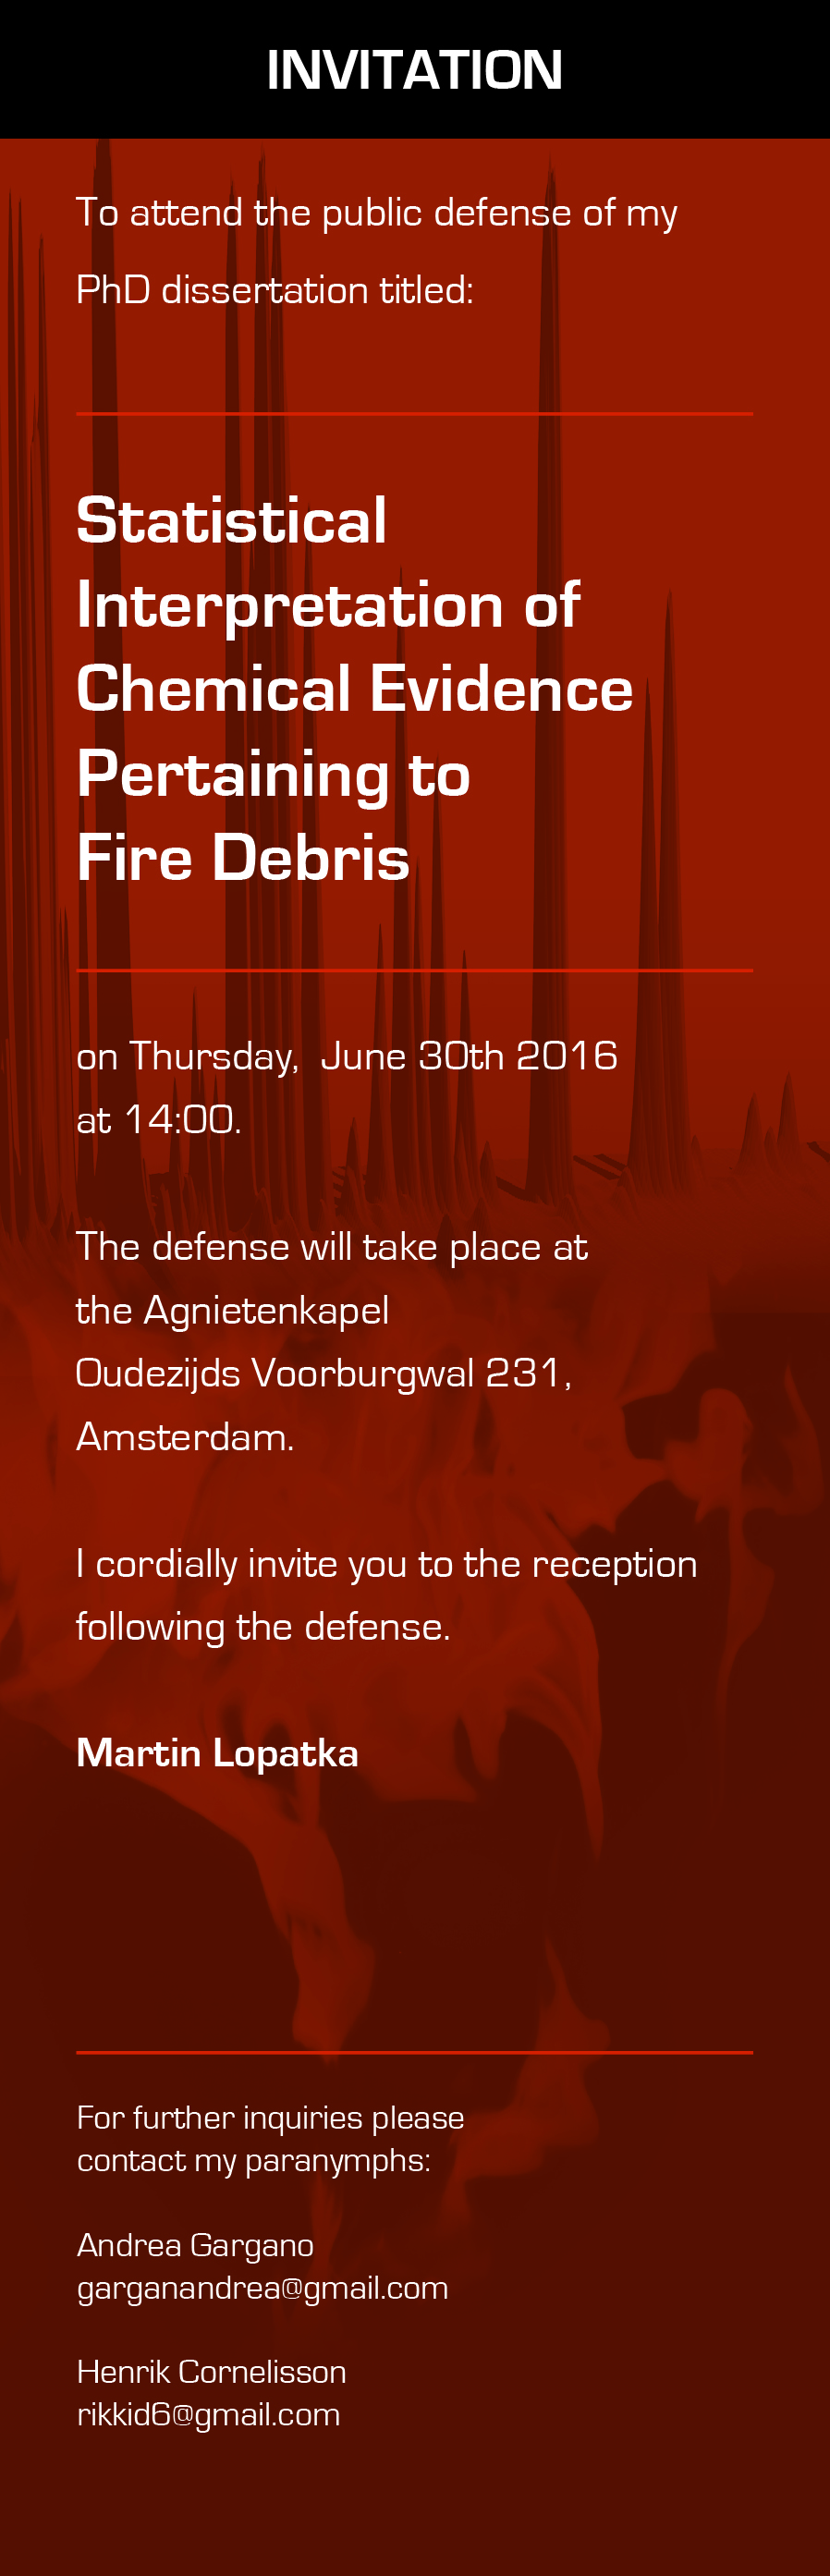 INVITATION
To attend the public defense of my
PhD dissertation titled:
Statistical
Interpretation of
Chemical Evidence
Pertaining to
Fire Debris
on Thursday,  June 30th 2016
at 14:00.
The defense will take place at
the Agnietenkapel
Oudezijds Voorburgwal 231,
Amsterdam.
I cordially invite you to the reception
following the defense.
Martin Lopatka
For further inquiries please
contact my paranymphs:
Andrea Gargano
garganandrea@gmail.com
Henrik Cornelisson
rikkid6@gmail.com